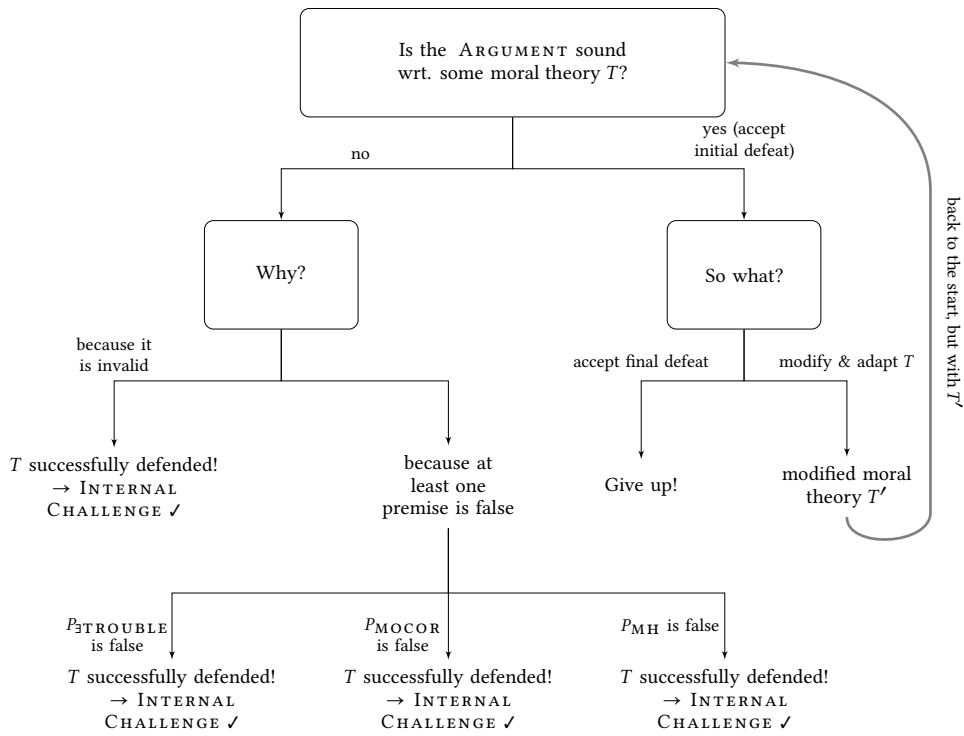 Is the ARGUMENT sound
wrt. some moral theory T?
no
yes (accept
initial defeat)
Why?
So what?
back to the start, but with T′
because it
is invalid
accept final defeat
modify & adapt T
T successfully defended!
→ INTERNAL
CHALLENGE ✓
because at
least one
premise is false
Give up!
modified moral
theory T′
P∃TROUBLE
is false
PMOCOR
is false
PMH is false
T successfully defended!
→ INTERNAL
CHALLENGE ✓
T successfully defended!
→ INTERNAL
CHALLENGE ✓
T successfully defended!
→ INTERNAL
CHALLENGE ✓